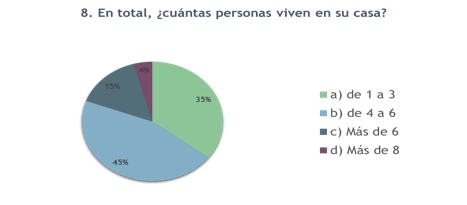 8. En total, ¿cuántas personas viven en su casa?
4%
15%
35%
45%
a) de 1 a 3
b) de 4 a 6
c) Más de 6
d) Más de 8